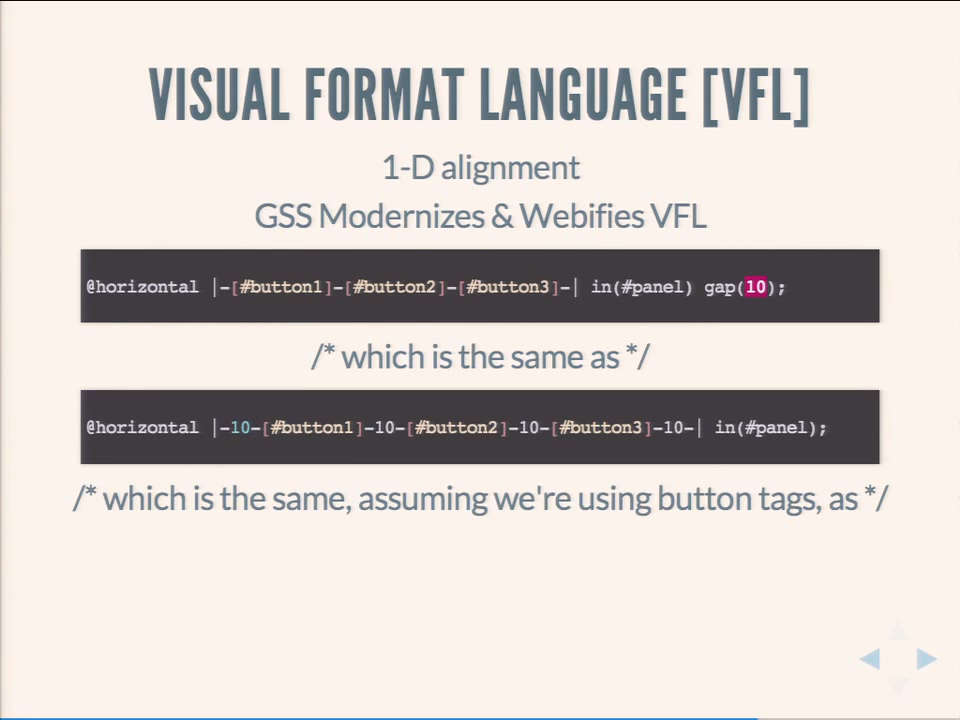 VISUAL FORMAT LANGUAGE [VFL]
1-D alignment
GSS Modernizes & Webifies VFL
@horizontal |-[#button1]-[#button2]-[#button3]-| in(#panel) gap(10);
/* which is the same as */
@horizontal |-10-[#button1]-10-[#button2]-10-[#button3]-10-| in(#panel);
/* which is the same, assuming we're using button tags, as */